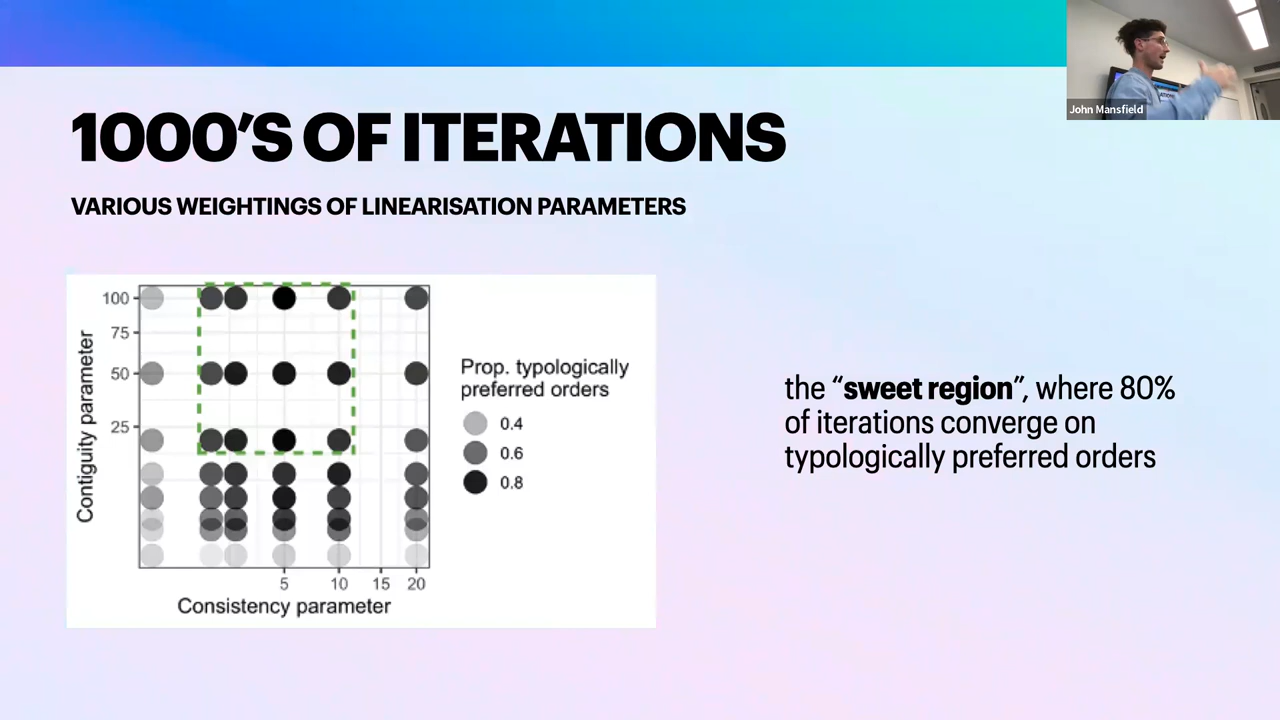 1000'S OF ITERATIONS
VARIOUS WEIGHTINGS OF LINEARISATION PARAMETERS
John Mansfield
Contiguity parameter
100
75
50
25
5
10
15
20
Consistency parameter
Prop. typologically
preferred orders
0.4
0.6
0.8
the “sweet region”, where 80%
of iterations converge on
typologically preferred orders